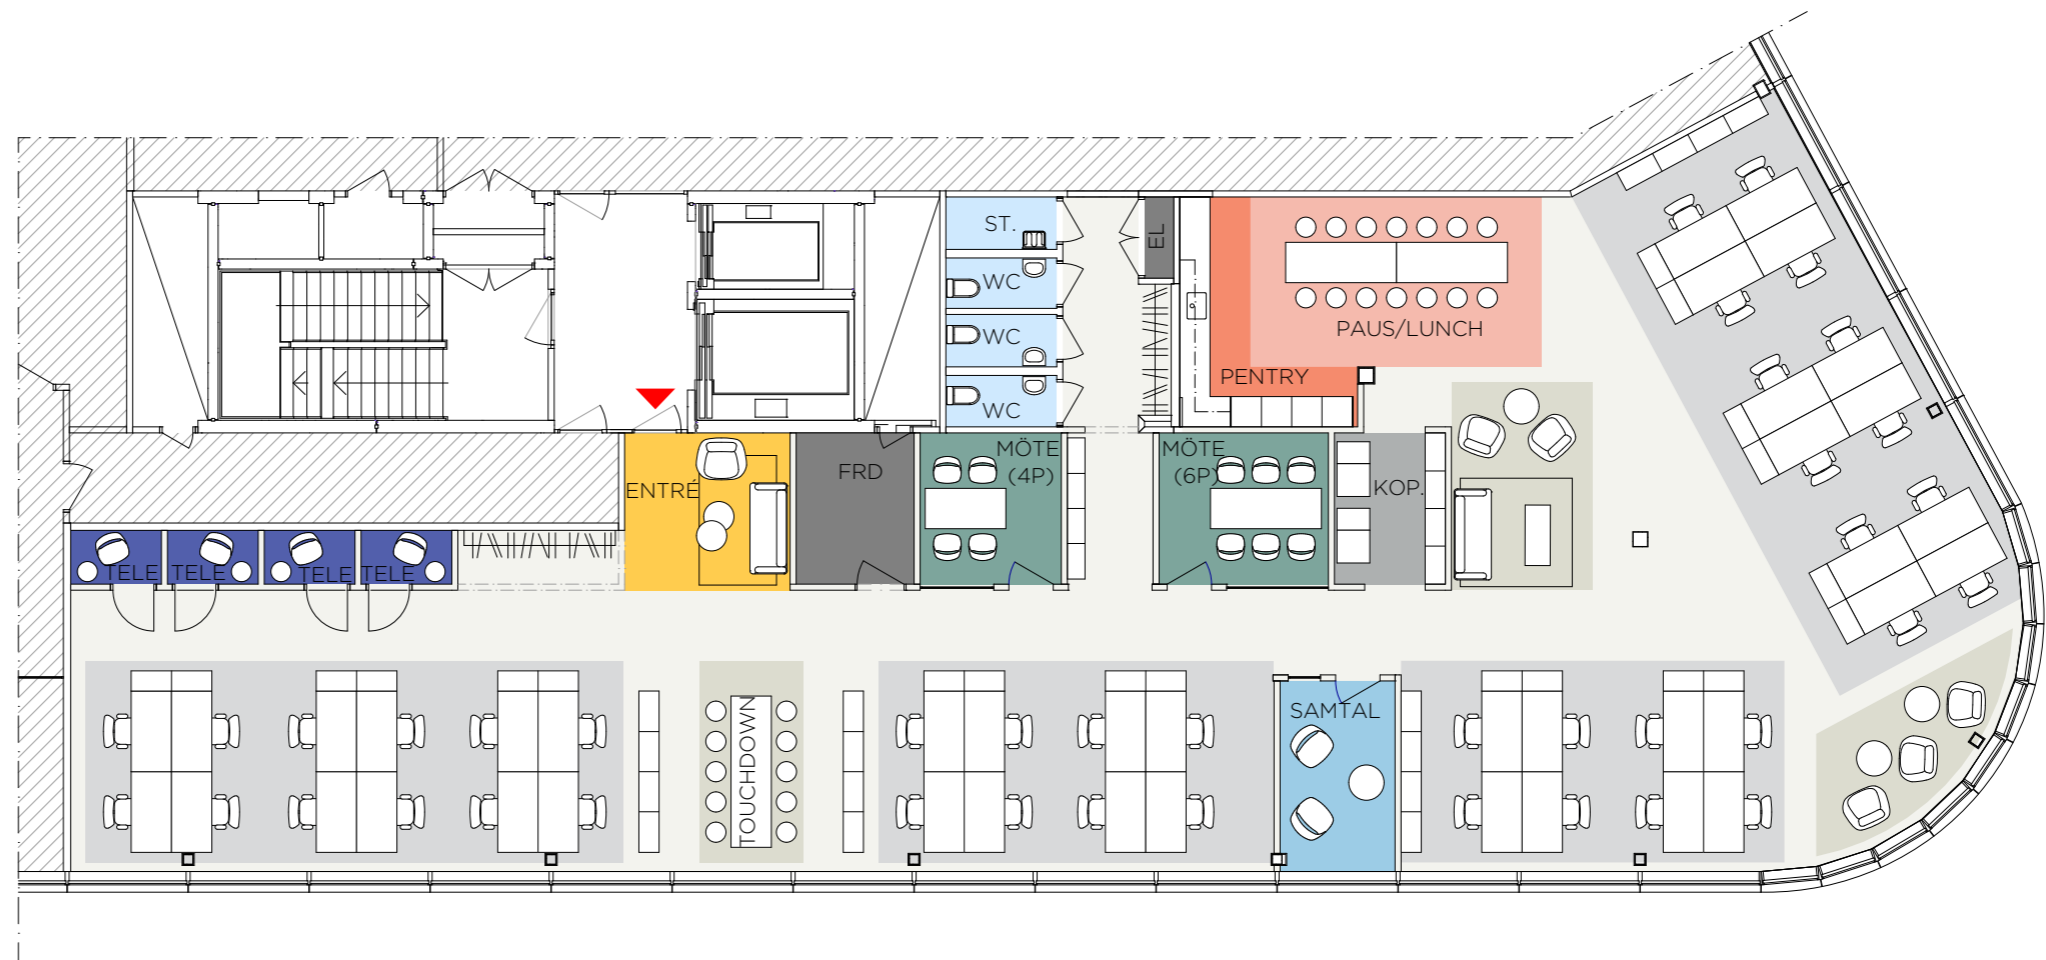 ST.
EL
WC
WC
PAUS/LUNCH
PENTRY
WC
MÖTE
(4P)
MÖTE
(6P)
FRD
ENTRÉ
KOP.
TELE
TELE
TELE
TELE
SAMTAL
TOUCHDOWN